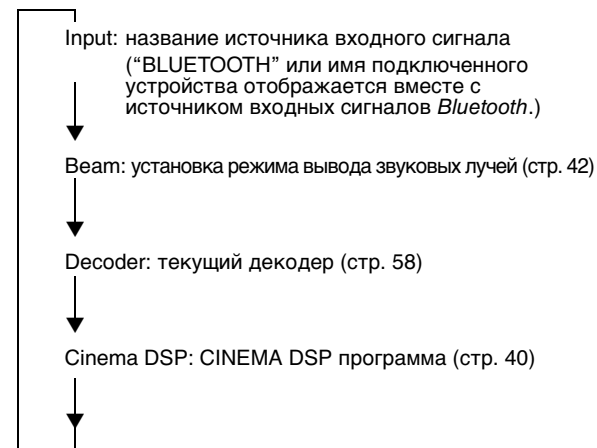 Input: название источника входного сигнала
(“BLUETOOTH” или имя подключенного
устройства отображается вместе с
источником входных сигналов Bluetooth.)
Beam: установка режима вывода звуковых лучей (стр. 42)
Decoder: текущий декодер (стр. 58)
Cinema DSP: CINEMA DSP программа (стр. 40)